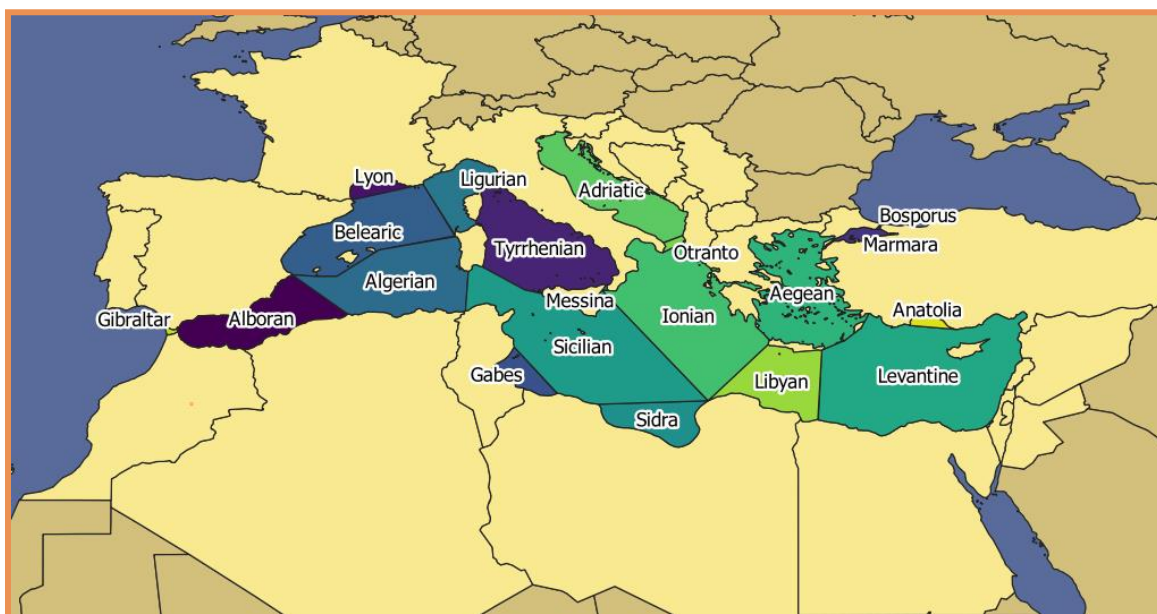 Lyon
Ligurian
Adriatic
Belearic
Bosporus
Marmara
Tyrrhenian
Otranto
Algerian
Aegean
Messina
Anatolia
Gibraltar
Alboran
Ionian
Sicilian
Gabes
Libyan
Levantine
Sidra